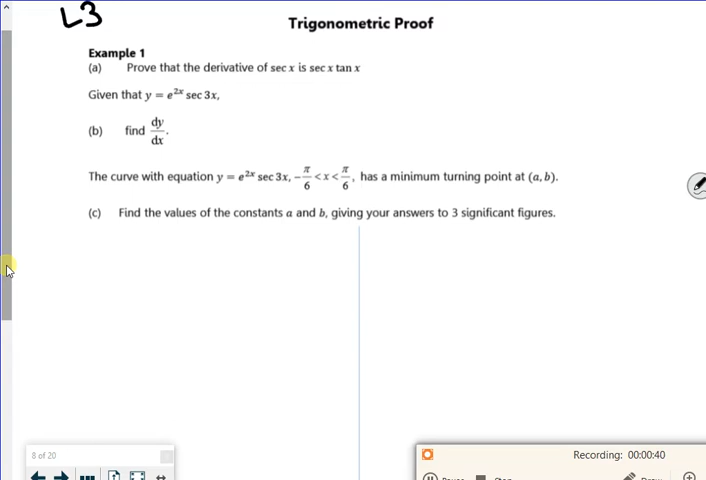 L3
Trigonometric Proof
Example 1
(a) Prove that the derivative of sec x is sec x tan x
Given that y = e^{2x} sec 3x,
(b) find dy/dx.
The curve with equation y = e^{2x} sec 3x, −π/6 < x < π/6, has a minimum turning point at (a, b).
(c) Find the values of the constants a and b, giving your answers to 3 significant figures.
8 of 20
Recording: 00:00:40